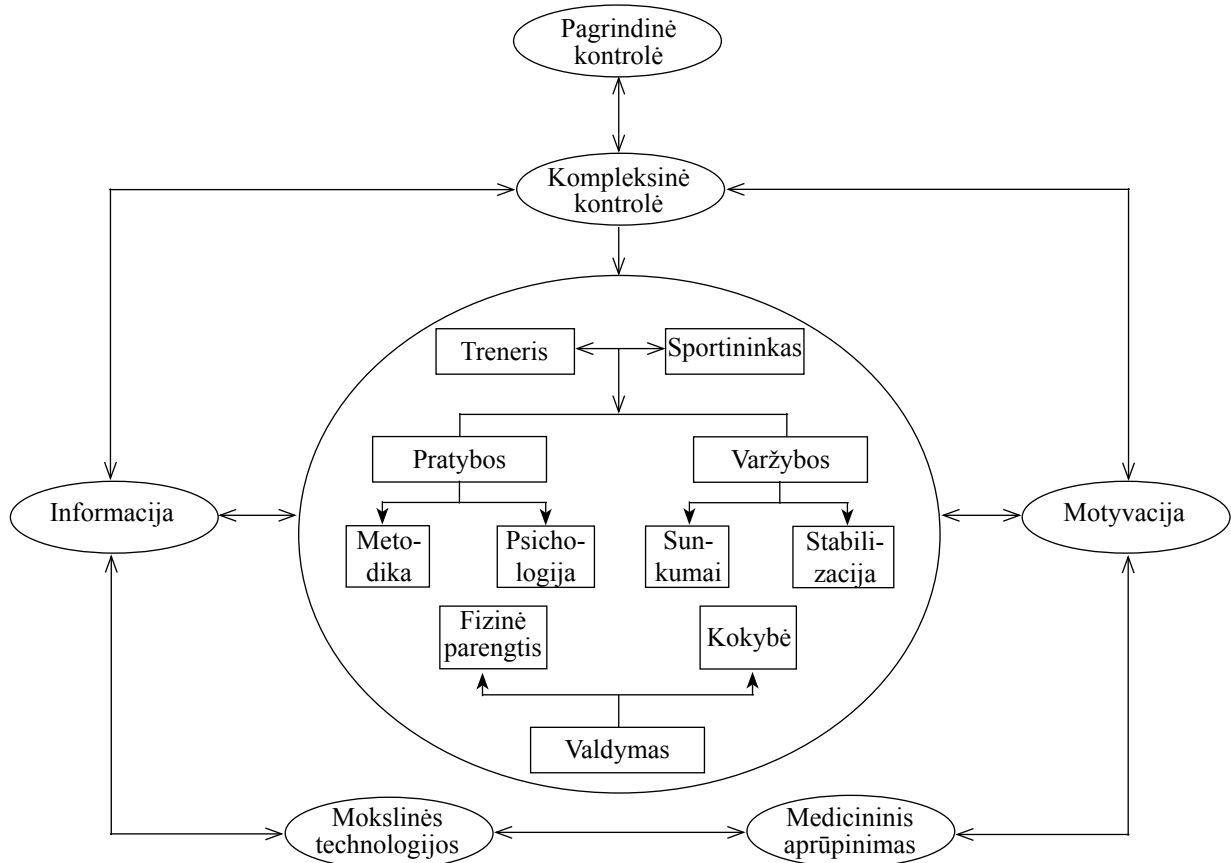 Pagrindinė
kontrolė
Kompleksinė
kontrolė
Treneris
Sportininkas
Pratybos
Varžybos
Informacija
Motyvacija
Meto-
dika
Psicho-
logija
Sun-
kumai
Stabili-
zacija
Fizinė
parengtis
Kokybė
Valdymas
Mokslinės
technologijos
Medicininis
aprūpinimas